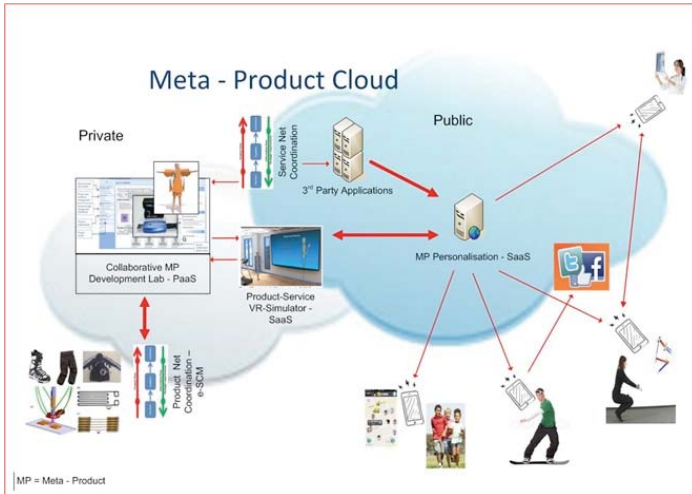 Meta - Product Cloud
Private
Public
Service Net
Coordination
3rd Party Applications
MP Personalisation - SaaS
Collaborative MP
Development Lab - PaaS
Product-Service
VR-Simulator -
SaaS
Product Net
Coordination –
e-SCM
MP = Meta - Product